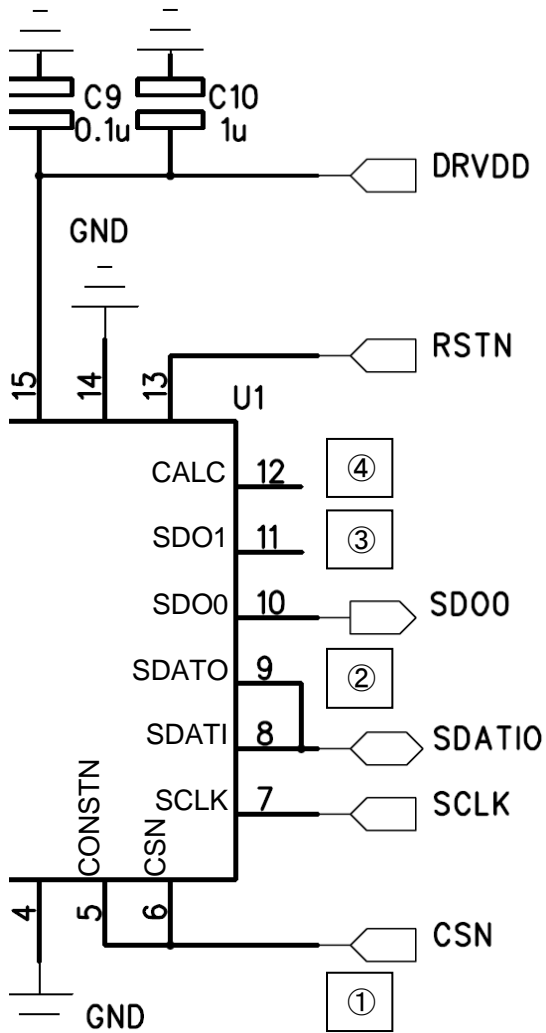 C9 C10
0.1u 1u
DRVDD
GND
RSTN
15 14 13
U1
CALC 12 ④
SDO1 11 ③
SDO0 10 SDO0
SDATO 9 ②
SDATI 8 SDATIO
SCLK 7 SCLK
CONSTN CSN
4 5 6
CSN
①
GND